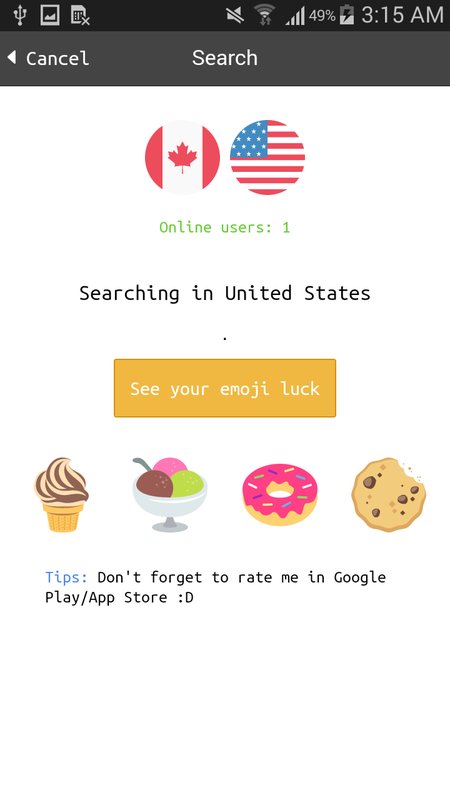 49% 3:15 AM
Cancel Search
Online users: 1
Searching in United States
.
See your emoji luck
Tips: Don't forget to rate me in Google
Play/App Store :D